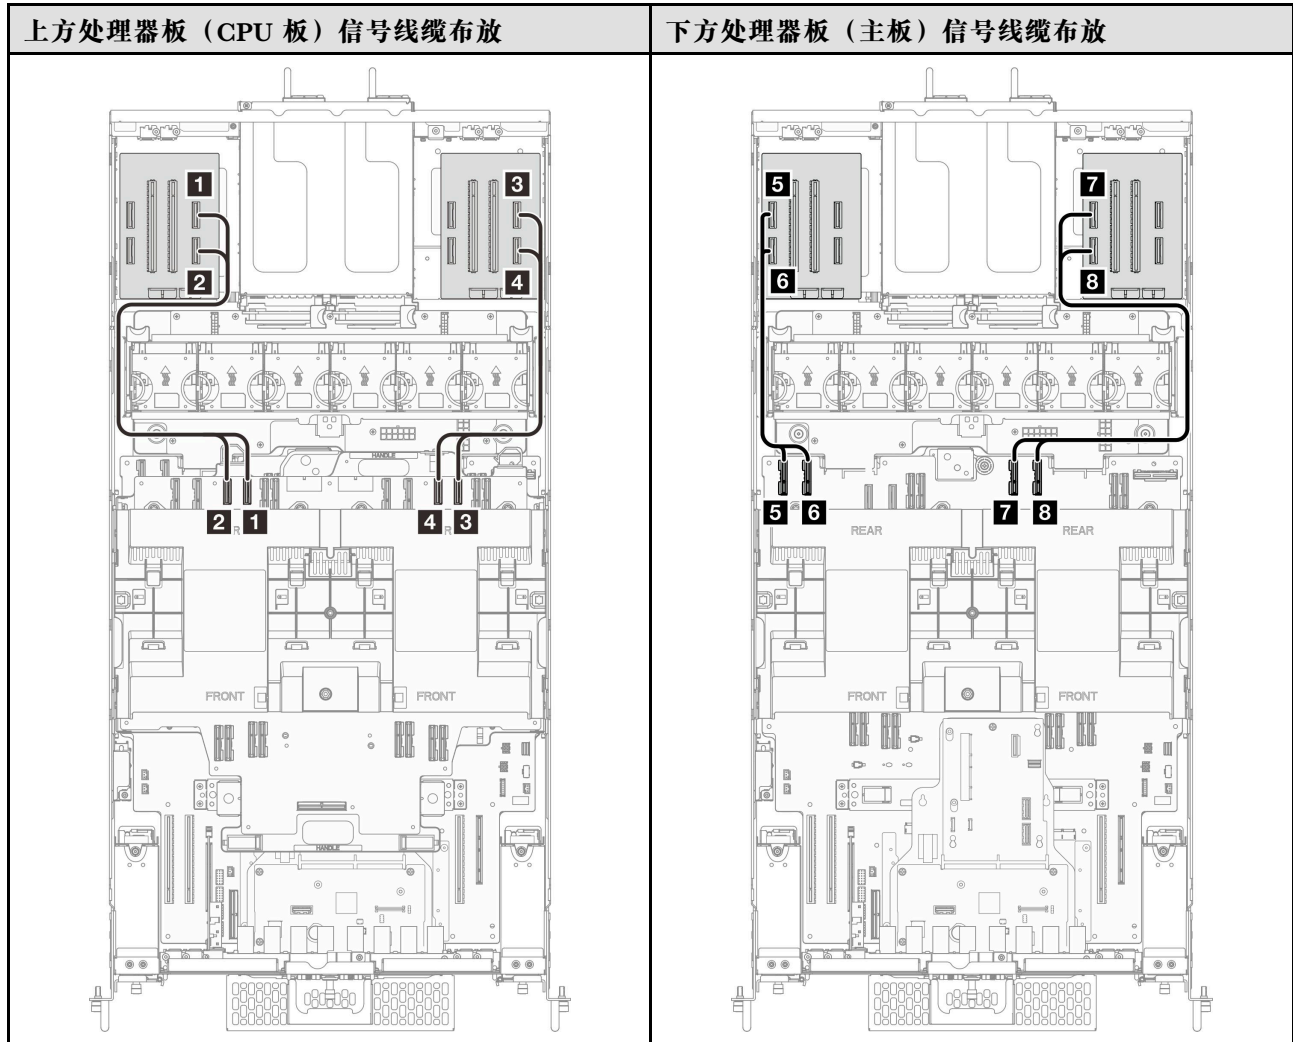 上方处理器板（CPU 板）信号线缆布放
下方处理器板（主板）信号线缆布放
1
3
2
4
HANDLE
2 R 1
4 R 3
FRONT
FRONT
HANDLE
5
7
6
8
5 6
7 8
REAR
REAR
FRONT
FRONT